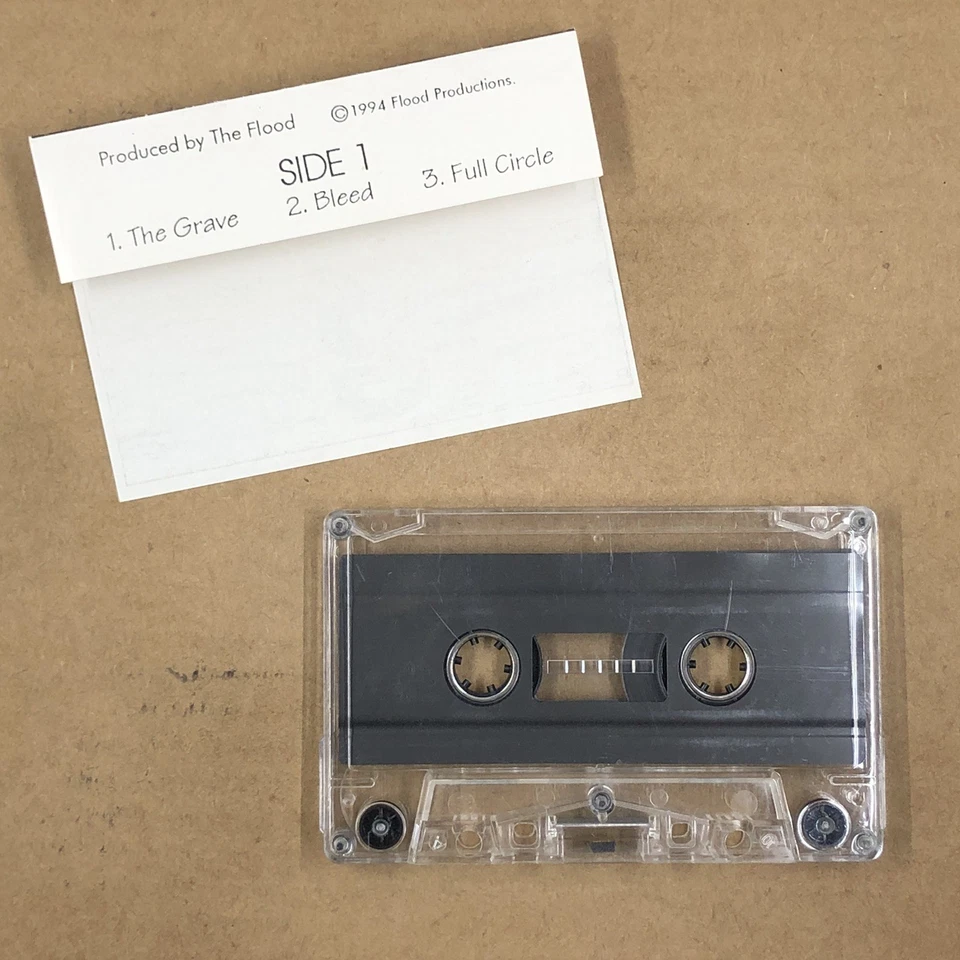 Produced by The Flood ©1994 Flood Productions.
SIDE 1
1. The Grave 2. Bleed 3. Full Circle